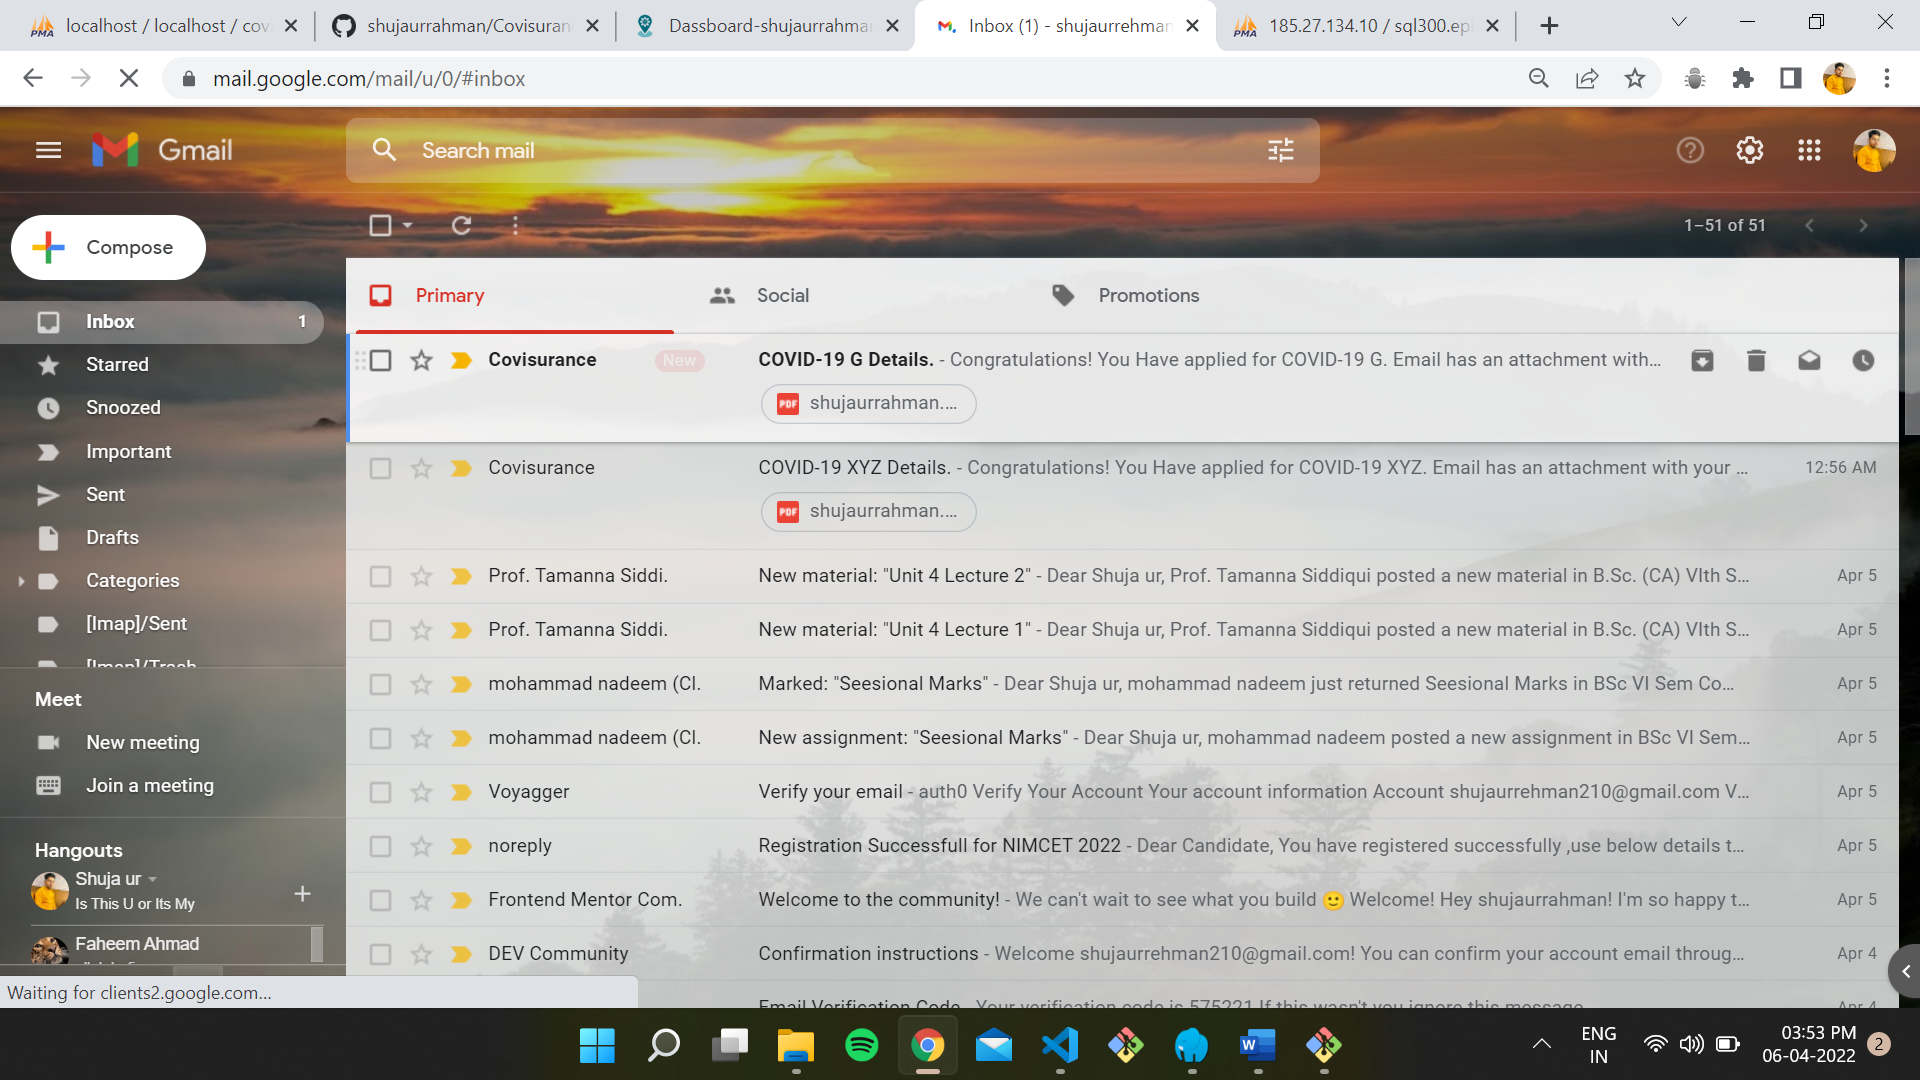 localhost / localhost / cov
shujaurrahman/Covisuran
Dassboard-shujaurrahma
Inbox (1) - shujaurrehman
185.27.134.10 / sql300.epi
mail.google.com/mail/u/0/#inbox
Gmail
Search mail
1–51 of 51
Compose
Inbox 1
Starred
Snoozed
Important
Sent
Drafts
Categories
[Imap]/Sent
[Imap]/Trash
Meet
New meeting
Join a meeting
Hangouts
Shuja ur
Is This U or Its My
Faheem Ahmad
Primary
Social
Promotions
Covisurance New COVID-19 G Details. - Congratulations! You Have applied for COVID-19 G. Email has an attachment with...
PDF shujaurrahman....
Covisurance COVID-19 XYZ Details. - Congratulations! You Have applied for COVID-19 XYZ. Email has an attachment with your ... 12:56 AM
PDF shujaurrahman....
Prof. Tamanna Siddi. New material: "Unit 4 Lecture 2" - Dear Shuja ur, Prof. Tamanna Siddiqui posted a new material in B.Sc. (CA) VIth S... Apr 5
Prof. Tamanna Siddi. New material: "Unit 4 Lecture 1" - Dear Shuja ur, Prof. Tamanna Siddiqui posted a new material in B.Sc. (CA) VIth S... Apr 5
mohammad nadeem (Cl. Marked: "Seesional Marks" - Dear Shuja ur, mohammad nadeem just returned Seesional Marks in BSc VI Sem Co... Apr 5
mohammad nadeem (Cl. New assignment: "Seesional Marks" - Dear Shuja ur, mohammad nadeem posted a new assignment in BSc VI Sem... Apr 5
Voyagger Verify your email - auth0 Verify Your Account Your account information Account shujaurrehman210@gmail.com V... Apr 5
noreply Registration Successfull for NIMCET 2022 - Dear Candidate, You have registered successfully ,use below details t... Apr 5
Frontend Mentor Com. Welcome to the community! - We can't wait to see what you build 🙂 Welcome! Hey shujaurrahman! I'm so happy t... Apr 5
DEV Community Confirmation instructions - Welcome shujaurrehman210@gmail.com! You can confirm your account email throug... Apr 4
Email Verification Code - Your verification code is 575221 If this wasn't you ignore this message Apr 4
Waiting for clients2.google.com...
ENG
IN
03:53 PM
06-04-2022
2